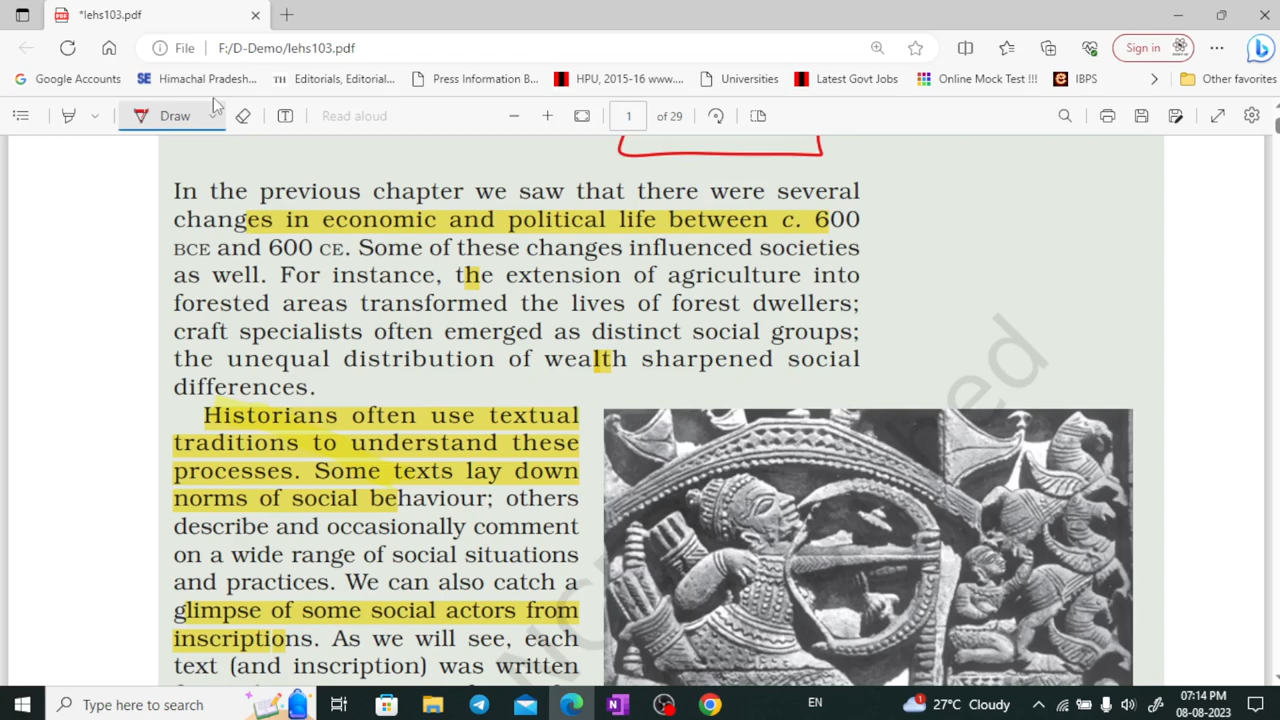 *lehs103.pdf
File F:/D-Demo/lehs103.pdf
Sign in
Google Accounts
SE Himachal Pradesh...
TH Editorials, Editorial...
Press Information B...
HPU, 2015-16 www....
Universities
Latest Govt Jobs
Online Mock Test !!!
IBPS
Other favorites
Draw
Read aloud
1 of 29
In the previous chapter we saw that there were several
changes in economic and political life between c. 600
BCE and 600 CE. Some of these changes influenced societies
as well. For instance, the extension of agriculture into
forested areas transformed the lives of forest dwellers;
craft specialists often emerged as distinct social groups;
the unequal distribution of wealth sharpened social
differences.
Historians often use textual
traditions to understand these
processes. Some texts lay down
norms of social behaviour; others
describe and occasionally comment
on a wide range of social situations
and practices. We can also catch a
glimpse of some social actors from
inscriptions. As we will see, each
text (and inscription) was written
Type here to search
EN
1
27°C Cloudy
07:14 PM
08-08-2023